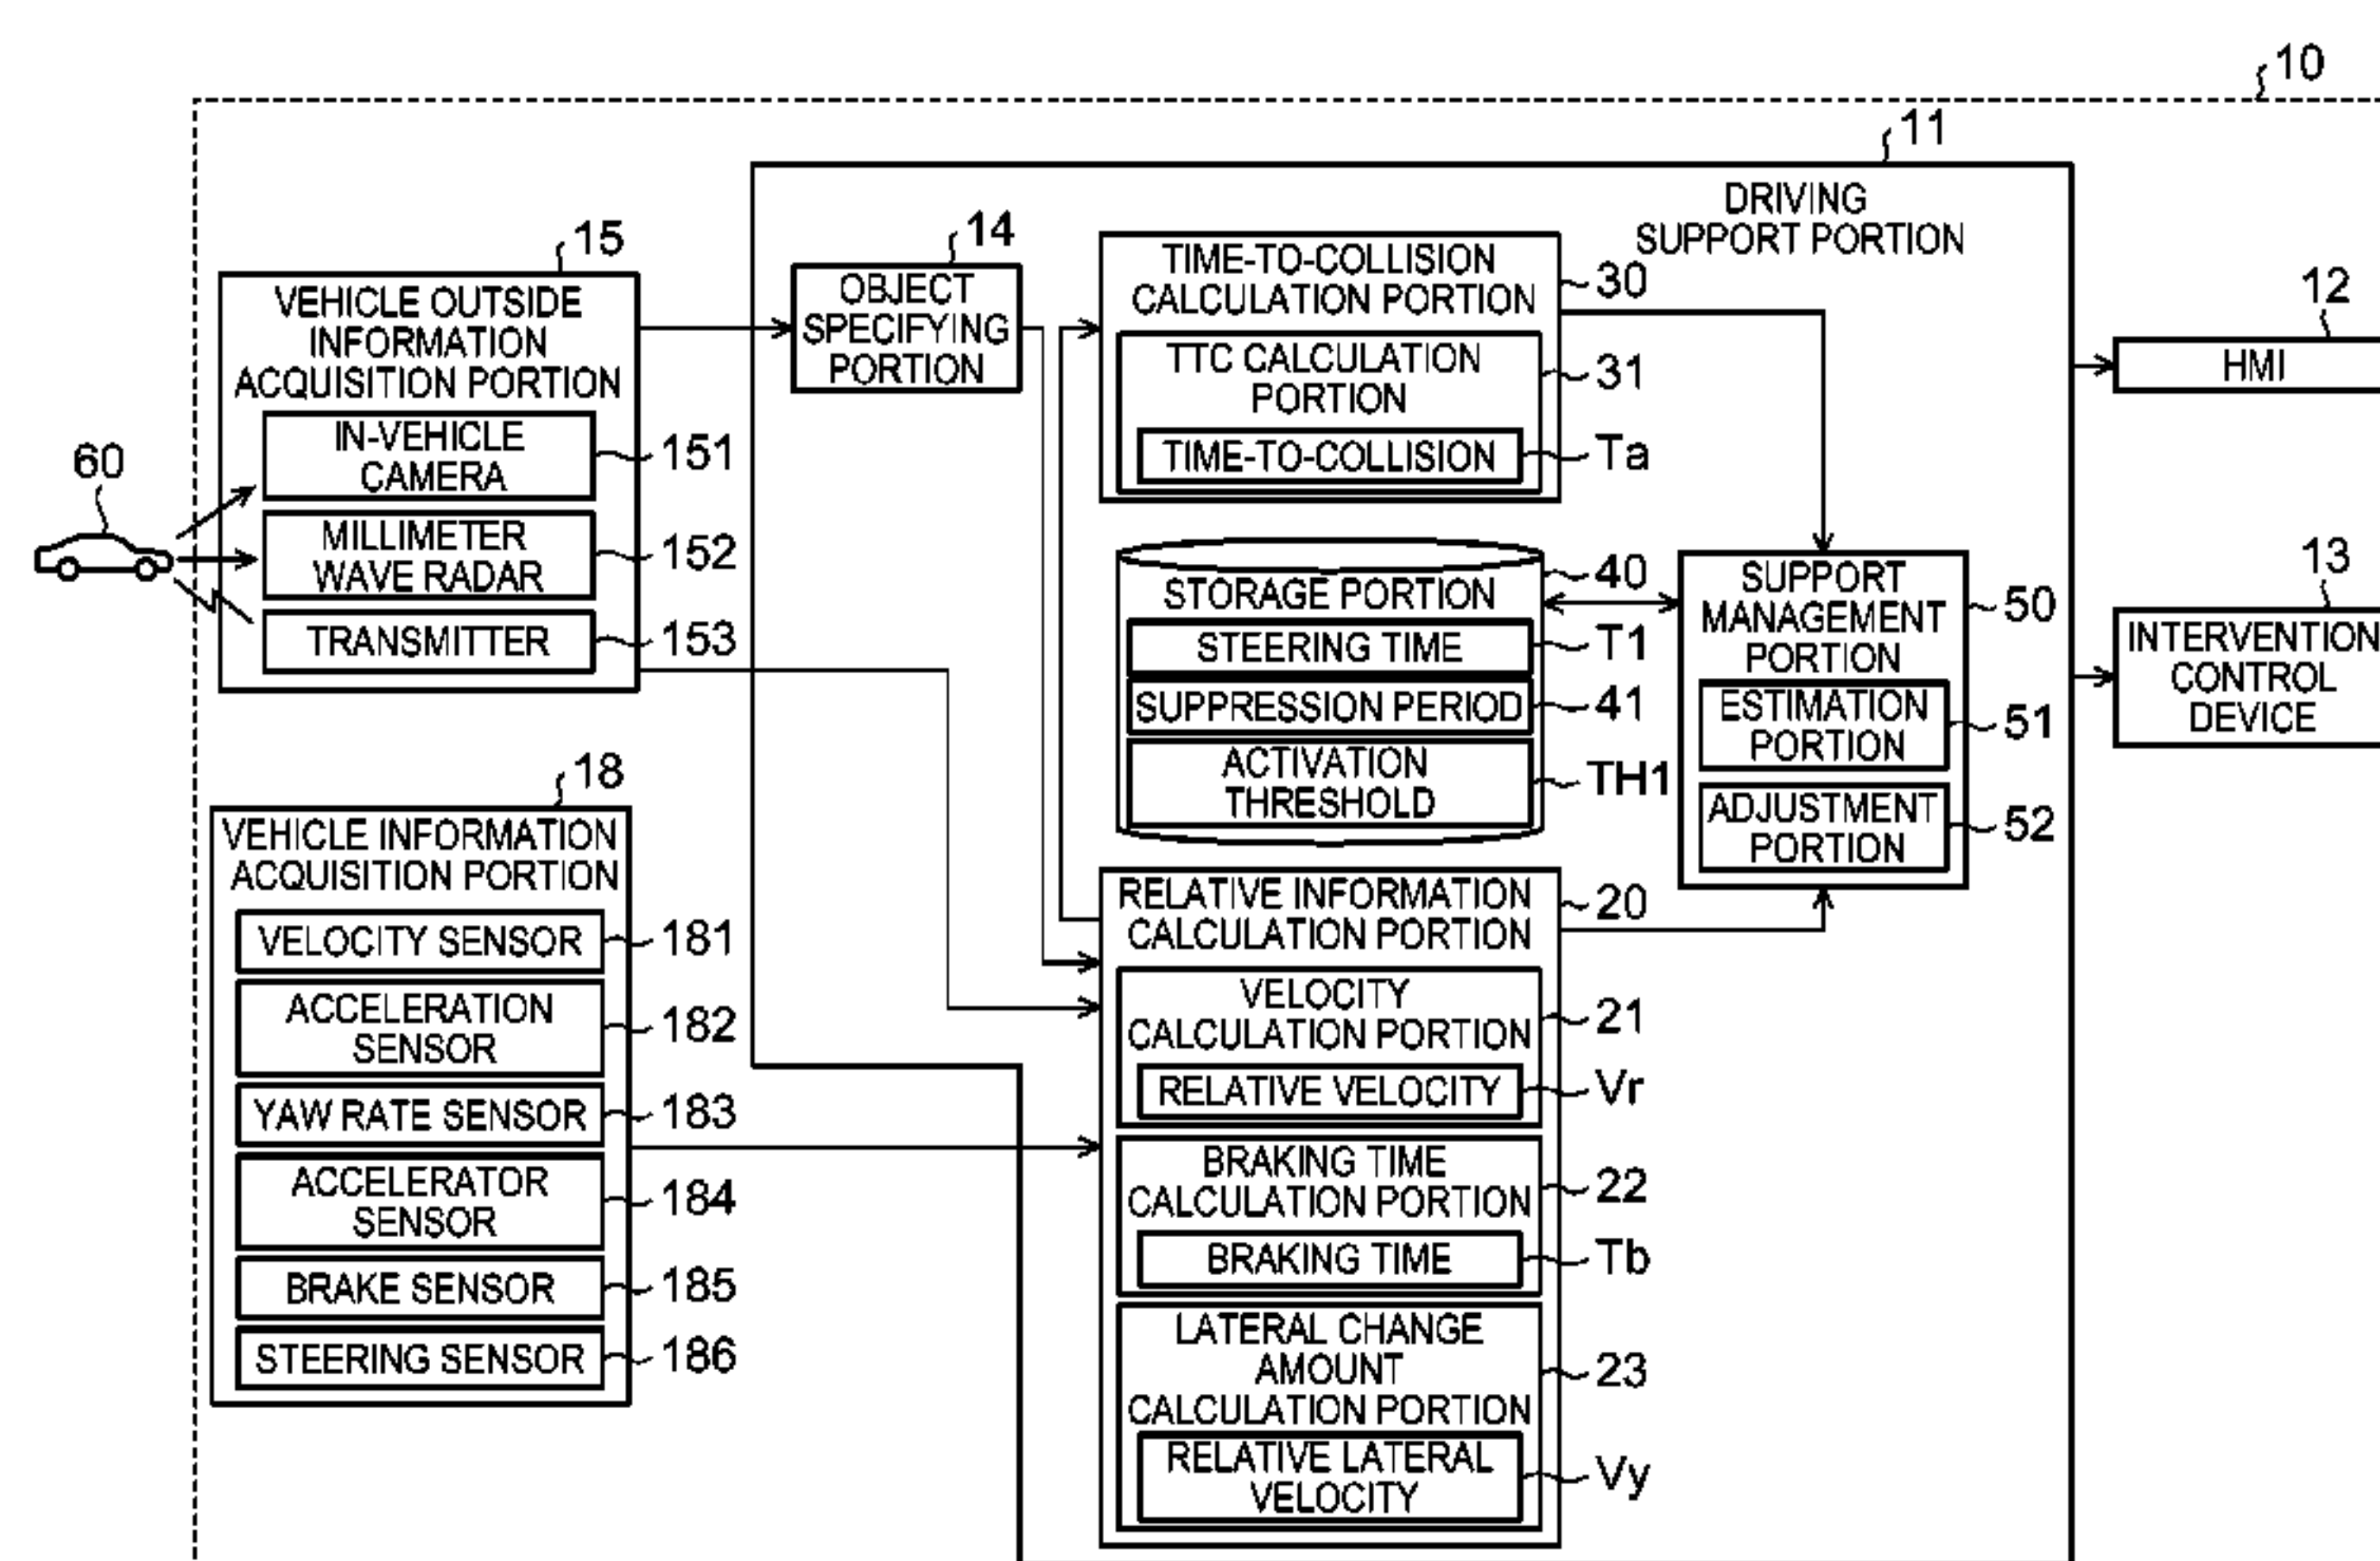 10
11
DRIVING
SUPPORT PORTION
15
VEHICLE OUTSIDE
INFORMATION
ACQUISITION PORTION
IN-VEHICLE
CAMERA
151
MILLIMETER
WAVE RADAR
152
TRANSMITTER
153
60
14
OBJECT
SPECIFYING
PORTION
TIME-TO-COLLISION
CALCULATION PORTION
30
TTC CALCULATION
PORTION
31
TIME-TO-COLLISION
Ta
12
HMI
STORAGE PORTION
40
STEERING TIME
T1
SUPPRESSION PERIOD
41
ACTIVATION
THRESHOLD
TH1
SUPPORT
MANAGEMENT
PORTION
50
ESTIMATION
PORTION
51
ADJUSTMENT
PORTION
52
13
INTERVENTION
CONTROL
DEVICE
18
VEHICLE INFORMATION
ACQUISITION PORTION
VELOCITY SENSOR
181
ACCELERATION
SENSOR
182
YAW RATE SENSOR
183
ACCELERATOR
SENSOR
184
BRAKE SENSOR
185
STEERING SENSOR
186
RELATIVE INFORMATION
CALCULATION PORTION
20
VELOCITY
CALCULATION PORTION
21
RELATIVE VELOCITY
Vr
BRAKING TIME
CALCULATION PORTION
22
BRAKING TIME
Tb
LATERAL CHANGE
AMOUNT
CALCULATION PORTION
23
RELATIVE LATERAL
VELOCITY
Vy